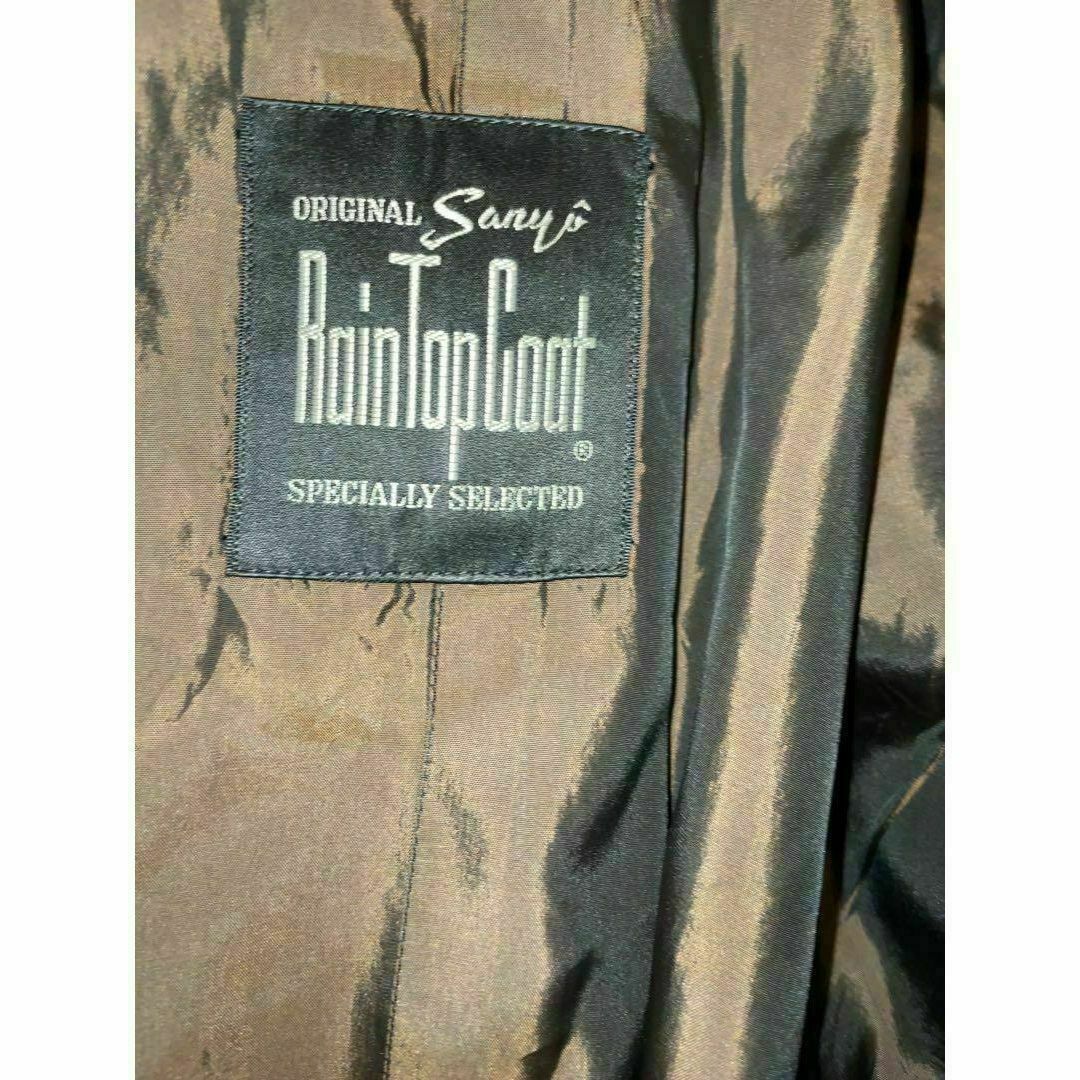 ORIGINAL Sanyô
RainTopCoat
®
SPECIALLY SELECTED